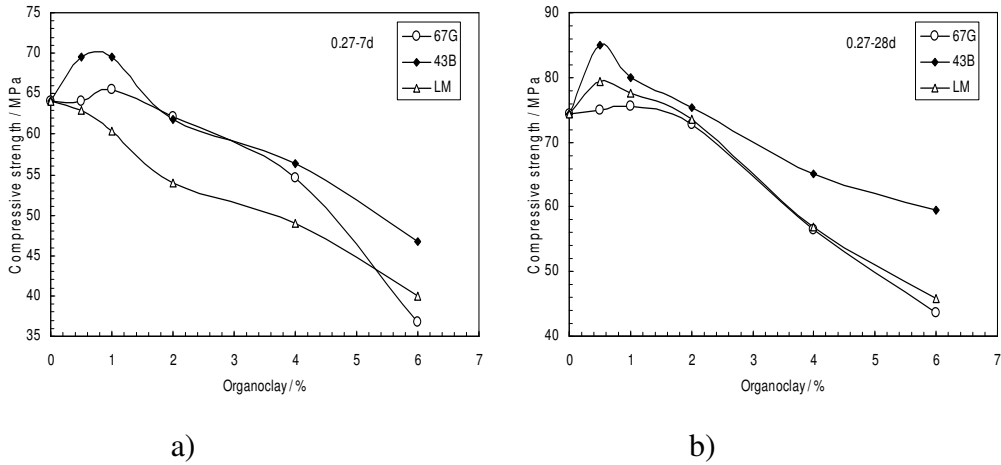 75
70
65
60
55
50
45
40
35
0 1 2 3 4 5 6 7
Compressive strength / MPa
Organoclay / %
0.27-7d
67G
43B
LM
a)
90
80
70
60
50
40
0 1 2 3 4 5 6 7
Compressive strength / MPa
Organoclay / %
0.27-28d
67G
43B
LM
b)